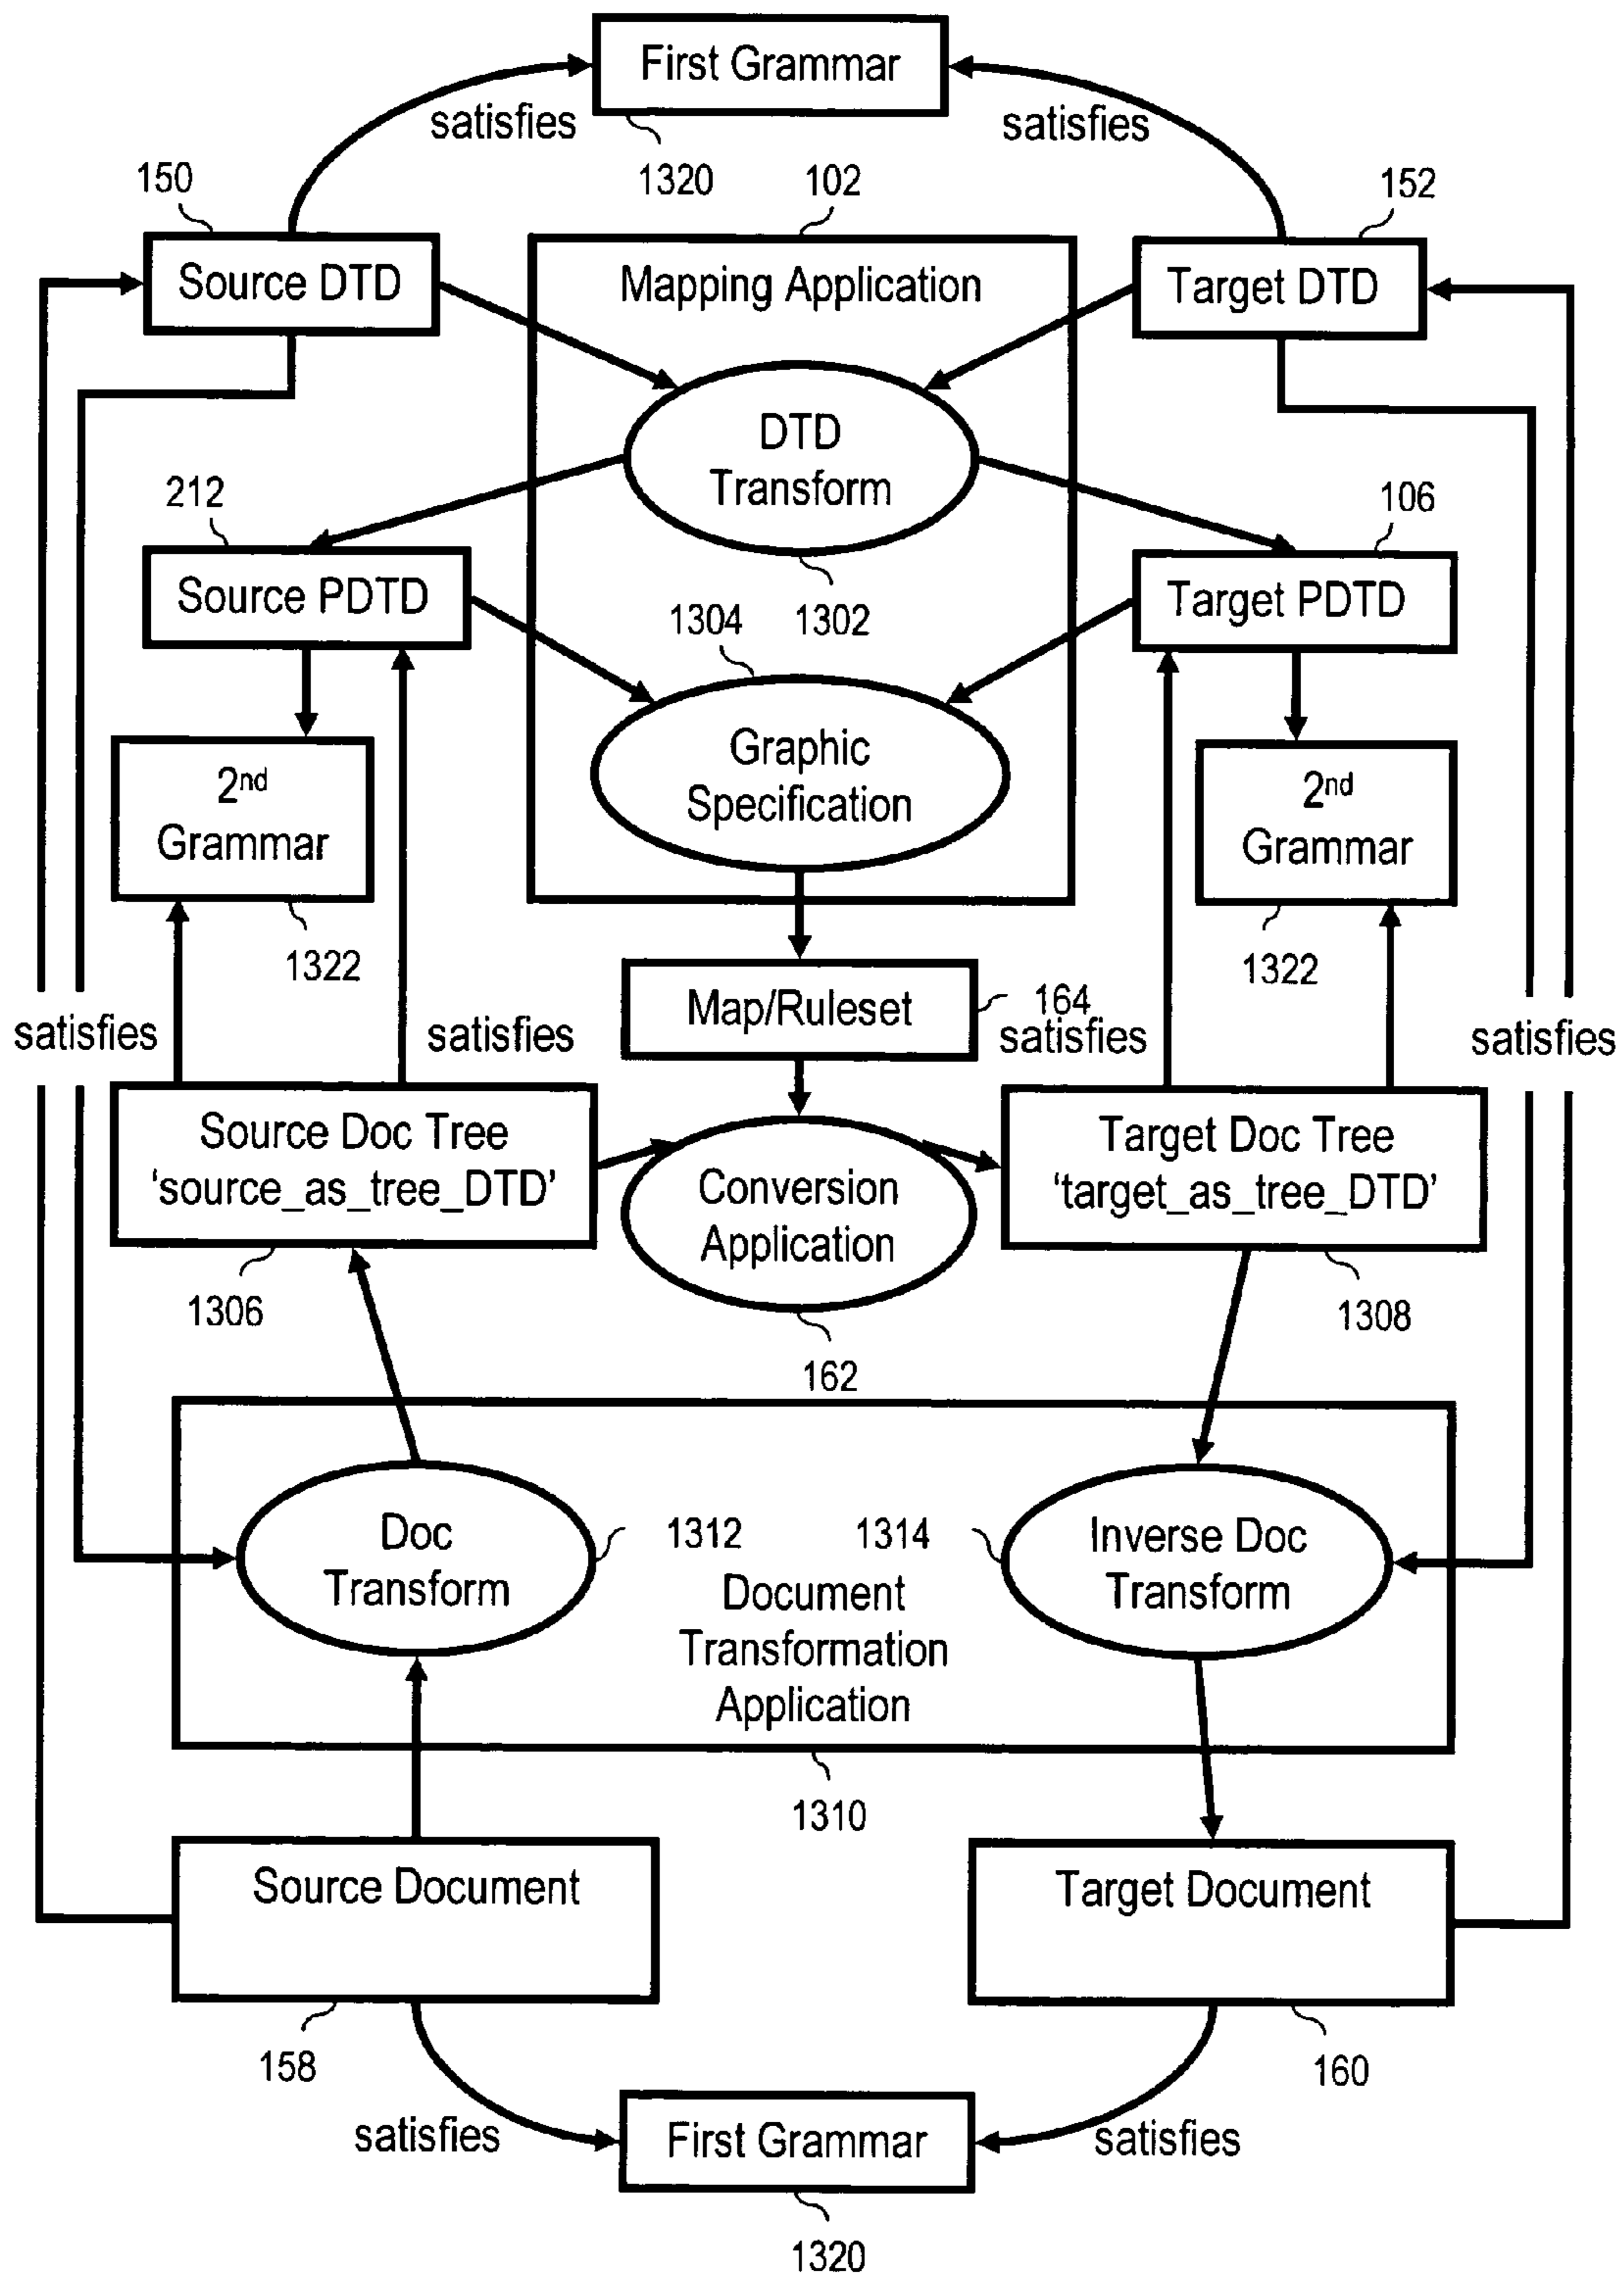 First Grammar
satisfies
satisfies
1320
150
102
152
Source DTD
Mapping Application
Target DTD
DTD
Transform
212
106
Source PDTD
Target PDTD
1304
1302
2nd
Grammar
Graphic
Specification
2nd
Grammar
1322
1322
Map/Ruleset
164
satisfies
satisfies
satisfies
satisfies
Source Doc Tree
'source_as_tree_DTD'
Conversion
Application
Target Doc Tree
'target_as_tree_DTD'
1306
1308
162
Doc
Transform
1312
1314
Inverse Doc
Transform
Document
Transformation
Application
1310
Source Document
Target Document
158
160
satisfies
First Grammar
satisfies
1320